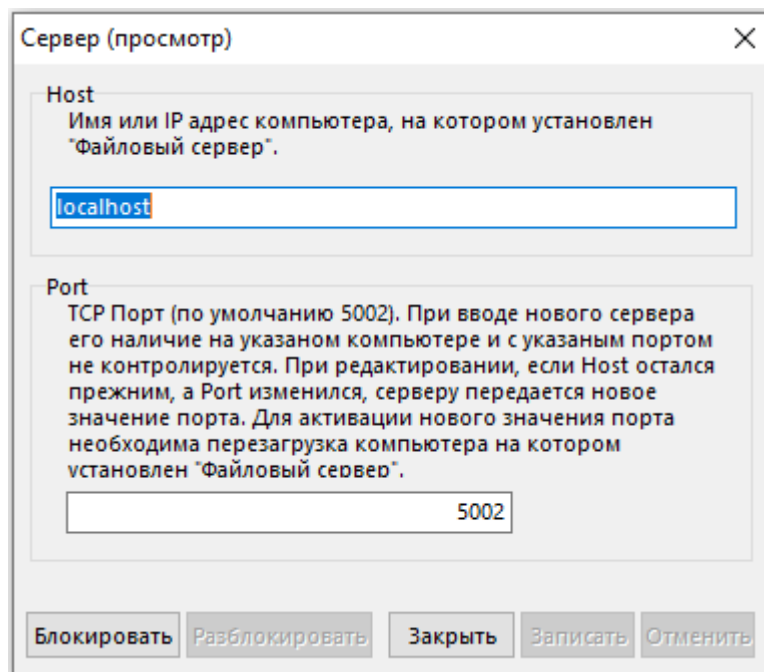 Сервер (просмотр)
Host
Имя или IP адрес компьютера, на котором установлен
"Файловый сервер".
localhost
Port
TCP Порт (по умолчанию 5002). При вводе нового сервера
его наличие на указаном компьютере и с указаным портом
не контролируется. При редактировании, если Host остался
прежним, а Port изменился, серверу передается новое
значение порта. Для активации нового значения порта
необходима перезагрузка компьютера на котором
установлен "Файловый сервер".
5002
Блокировать Разблокировать Закрыть Записать Отменить